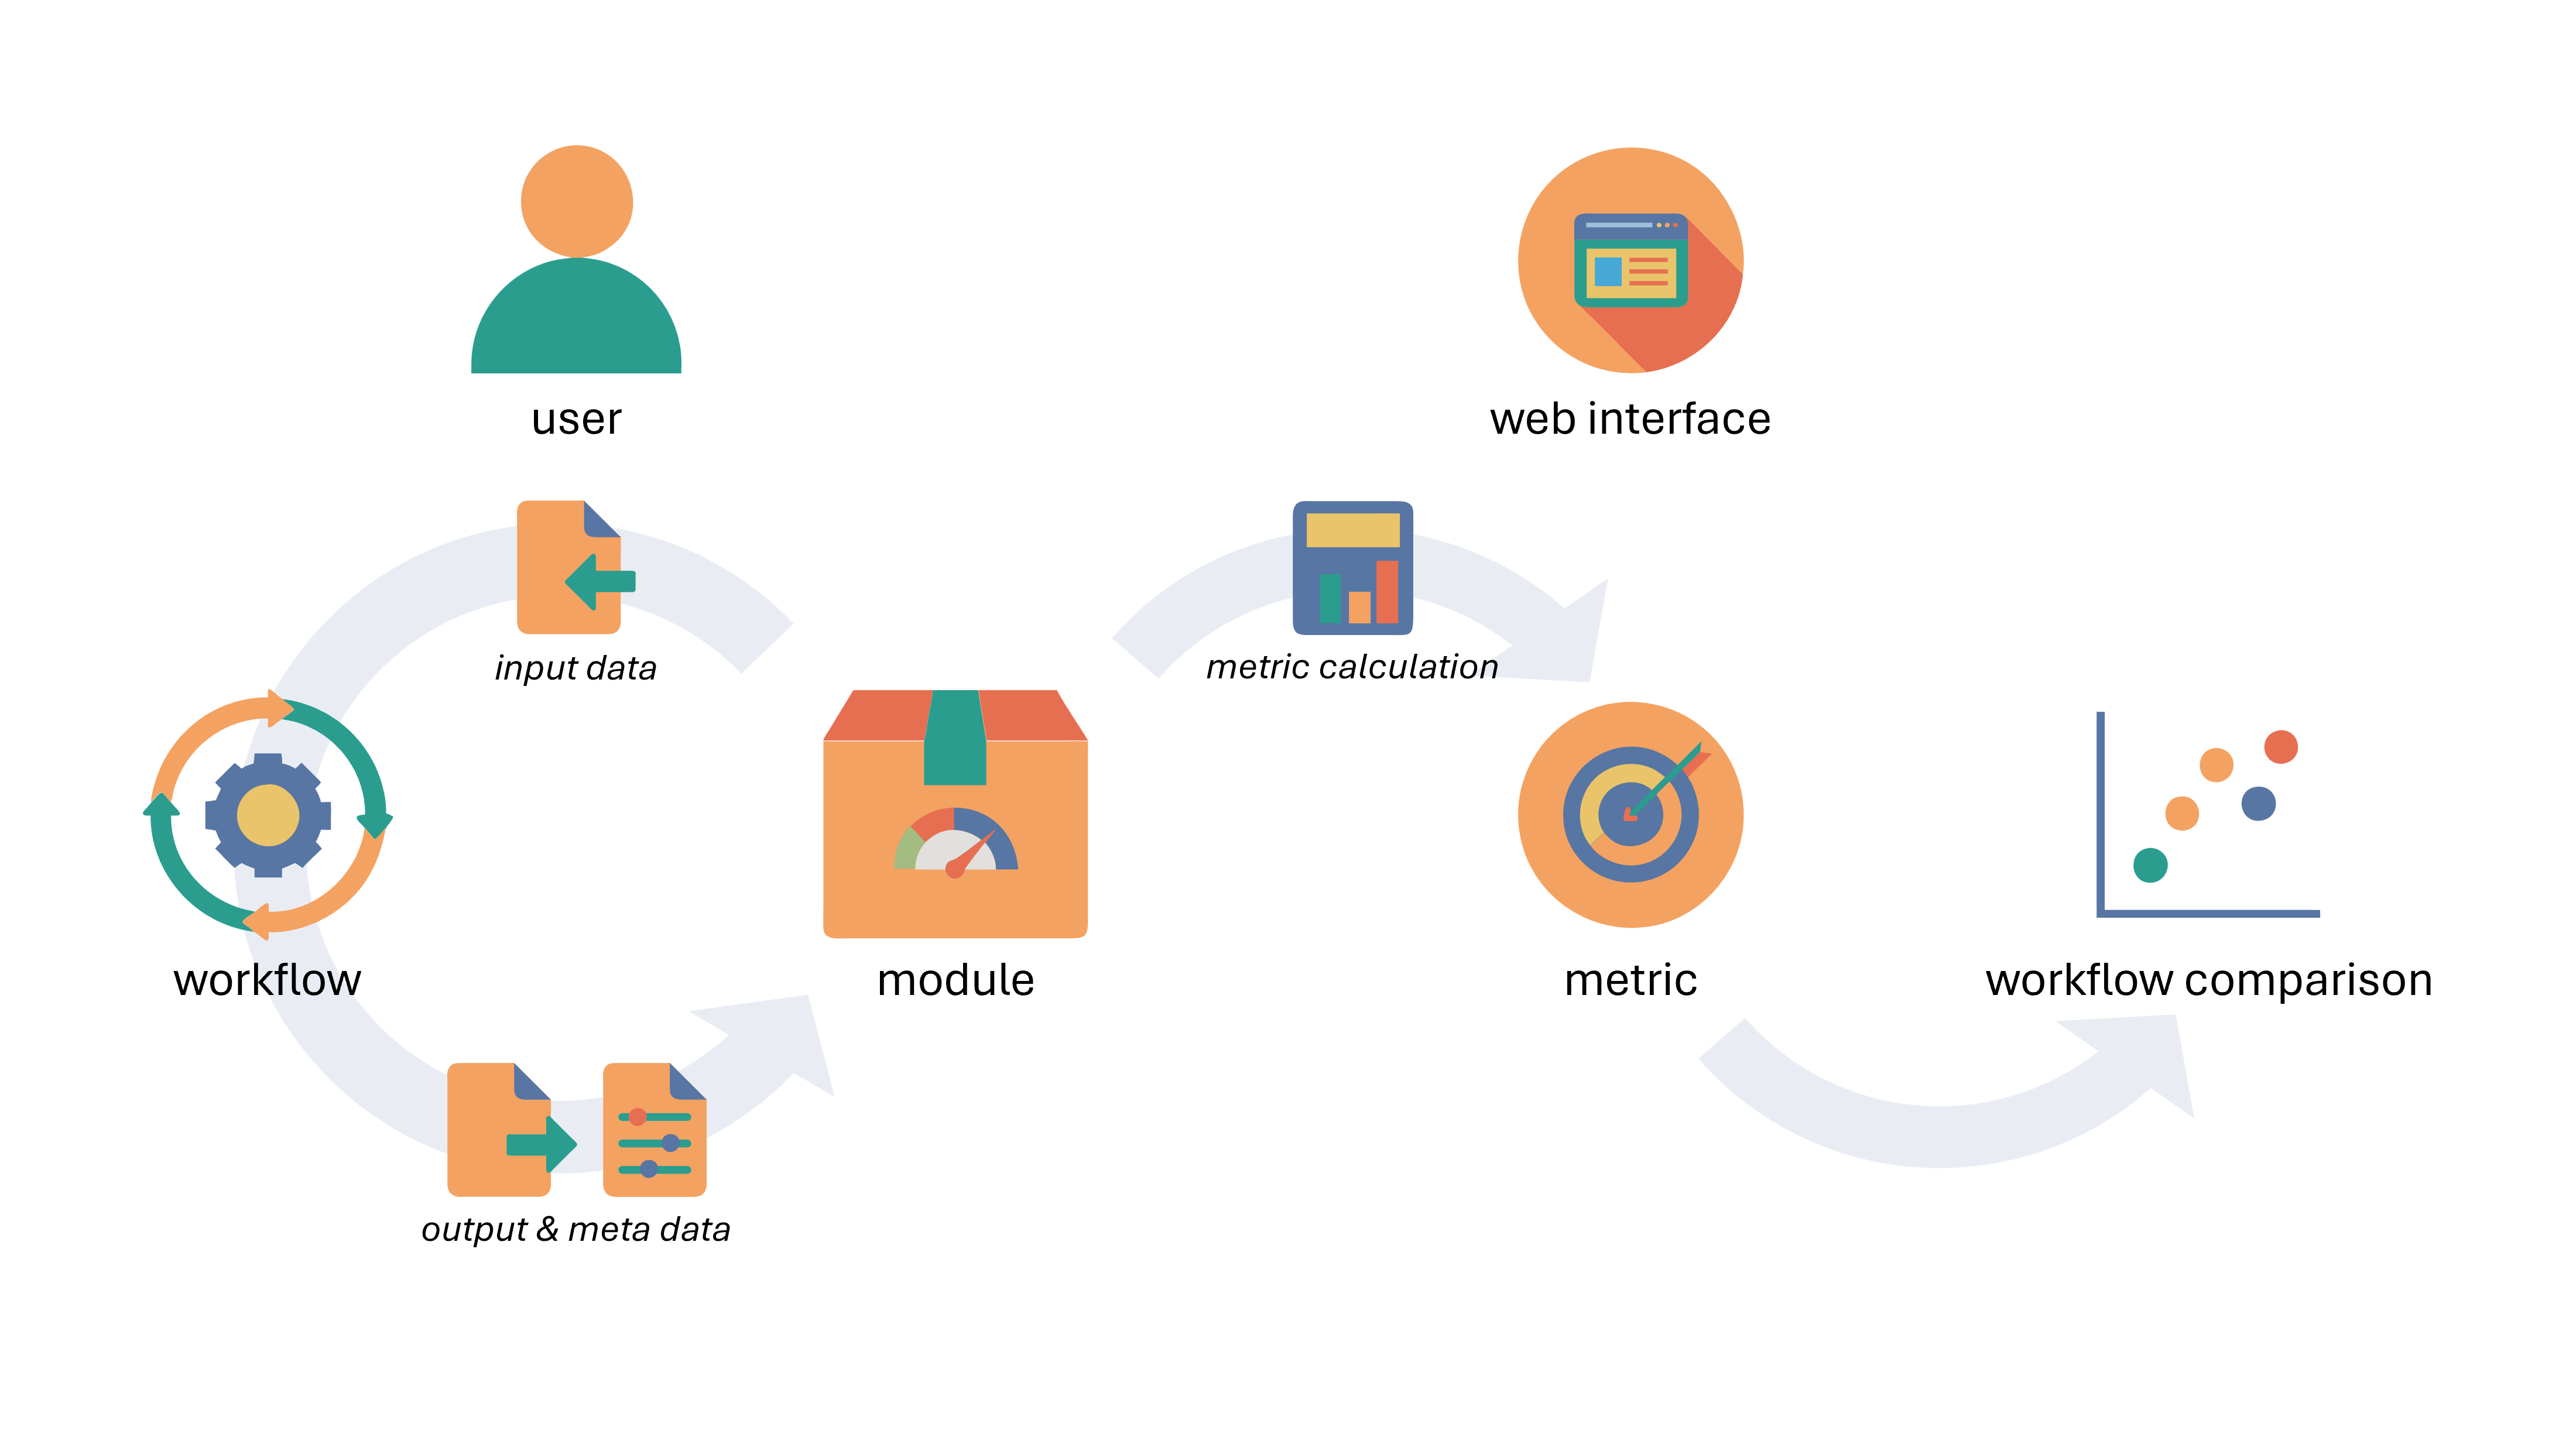 user
web interface
input data
metric calculation
workflow
module
metric
workflow comparison
output & meta data